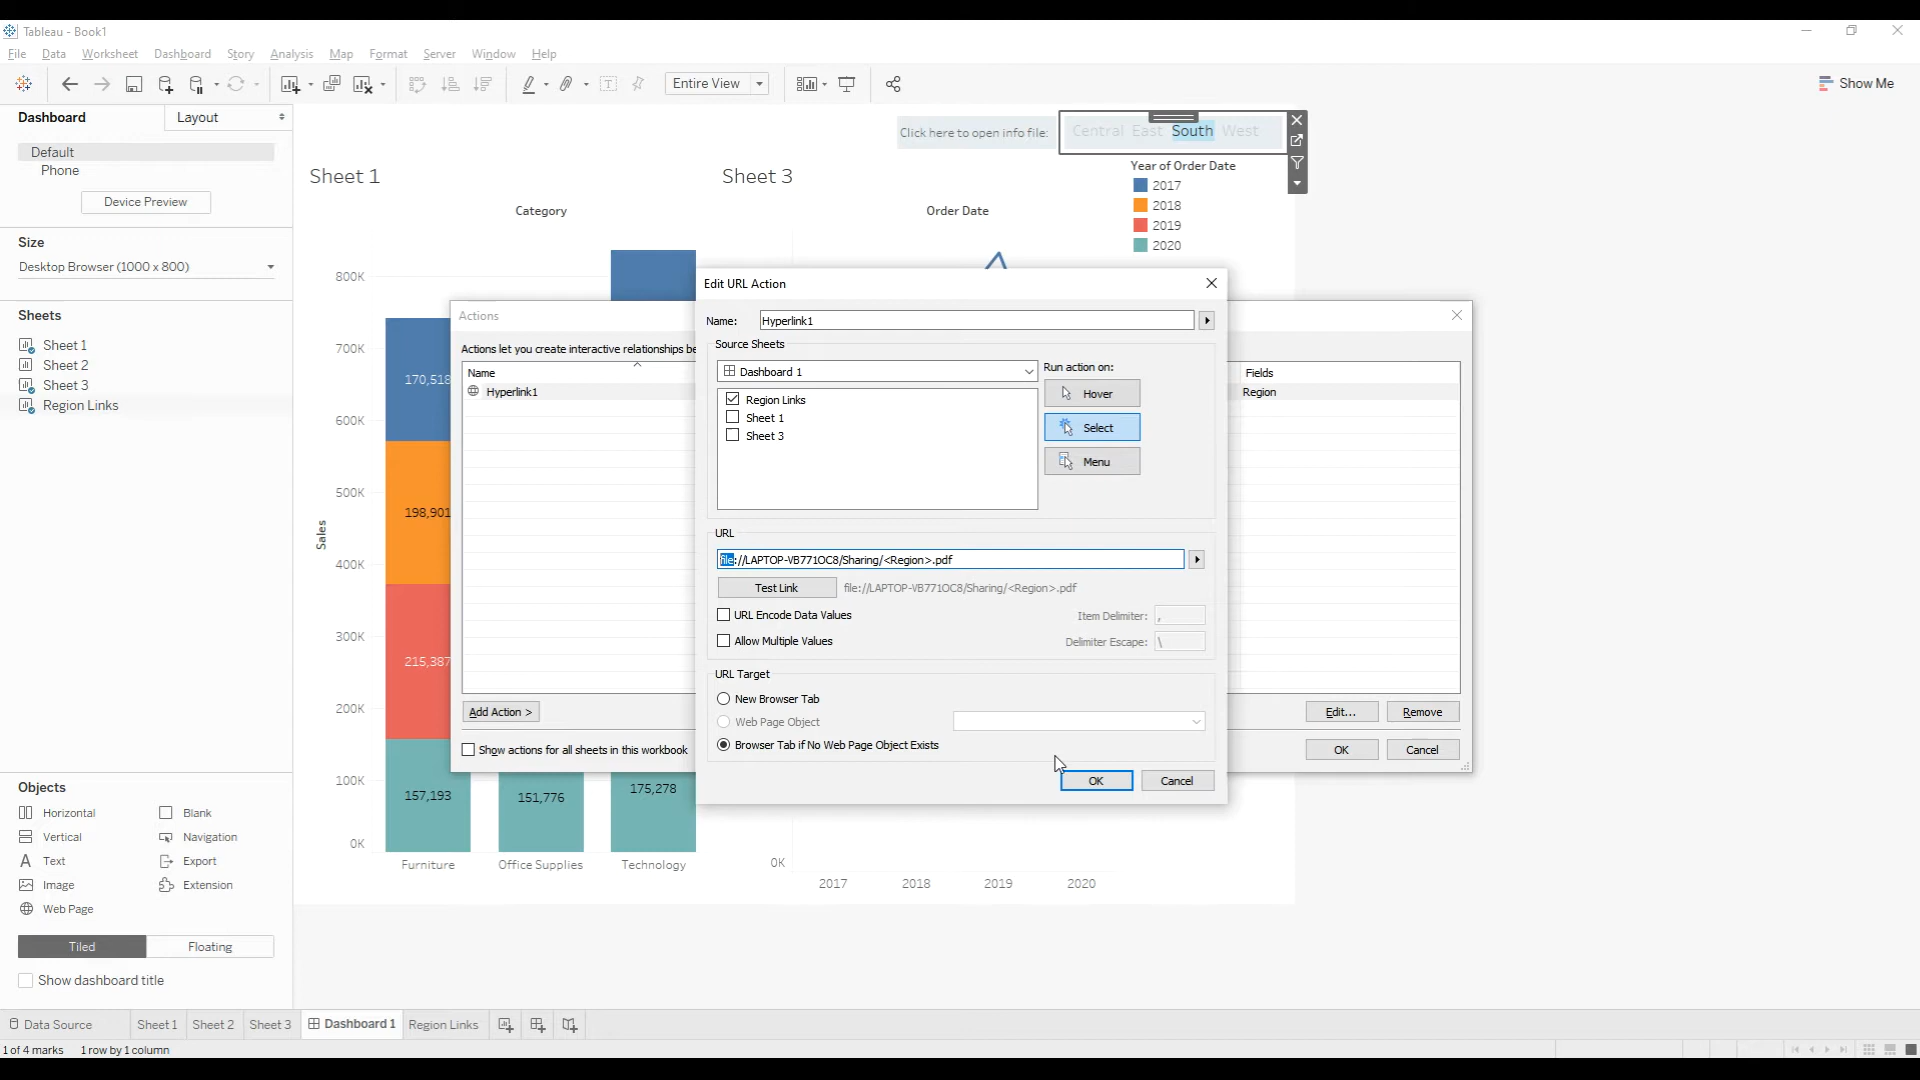 Tableau - Book1
File Data Worksheet Dashboard Story Analysis Map Format Server Window Help
Entire View
Show Me
Dashboard Layout
Default
Phone
Device Preview
Size
Desktop Browser (1000 x 800)
Sheets
Sheet 1
Sheet 2
Sheet 3
Region Links
Objects
Horizontal Blank
Vertical Navigation
Text Export
Image Extension
Web Page
Tiled Floating
Show dashboard title
Click here to open info file: Central East South West
Year of Order Date
2017
2018
2019
2020
Sheet 1 Sheet 3
Category Order Date
Sales
800K
700K
600K
500K
400K
300K
200K
100K
0K
170,518
198,901
215,387
157,193 151,776 175,278
Furniture Office Supplies Technology
0K
2017 2018 2019 2020
Actions
Actions let you create interactive relationships be
Name Fields
Hyperlink1 Region
Add Action > Edit... Remove
Show actions for all sheets in this workbook OK Cancel
Edit URL Action
Name: Hyperlink1
Source Sheets
Dashboard 1
Region Links
Sheet 1
Sheet 3
Run action on:
Hover
Select
Menu
URL
file://LAPTOP-VB771OC8/Sharing/<Region>.pdf
Test Link file://LAPTOP-VB771OC8/Sharing/<Region>.pdf
URL Encode Data Values Item Delimiter: ,
Allow Multiple Values Delimiter Escape: \
URL Target
New Browser Tab
Web Page Object
Browser Tab if No Web Page Object Exists
OK Cancel
Data Source Sheet 1 Sheet 2 Sheet 3 Dashboard 1 Region Links
1 of 4 marks 1 row by 1 column